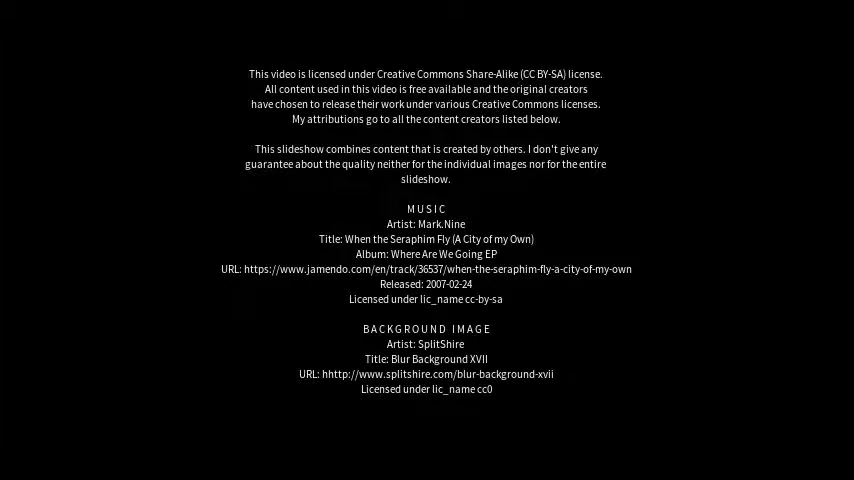 This video is licensed under Creative Commons Share-Alike (CC BY-SA) license.
All content used in this video is free available and the original creators
have chosen to release their work under various Creative Commons licenses.
My attributions go to all the content creators listed below.
This slideshow combines content that is created by others. I don't give any
guarantee about the quality neither for the individual images nor for the entire
slideshow.
MUSIC
Artist: Mark.Nine
Title: When the Seraphim Fly (A City of my Own)
Album: Where Are We Going EP
URL: https://www.jamendo.com/en/track/36537/when-the-seraphim-fly-a-city-of-my-own
Released: 2007-02-24
Licensed under lic_name cc-by-sa
BACKGROUND IMAGE
Artist: SplitShire
Title: Blur Background XVII
URL: hhttp://www.splitshire.com/blur-background-xvii
Licensed under lic_name cc0